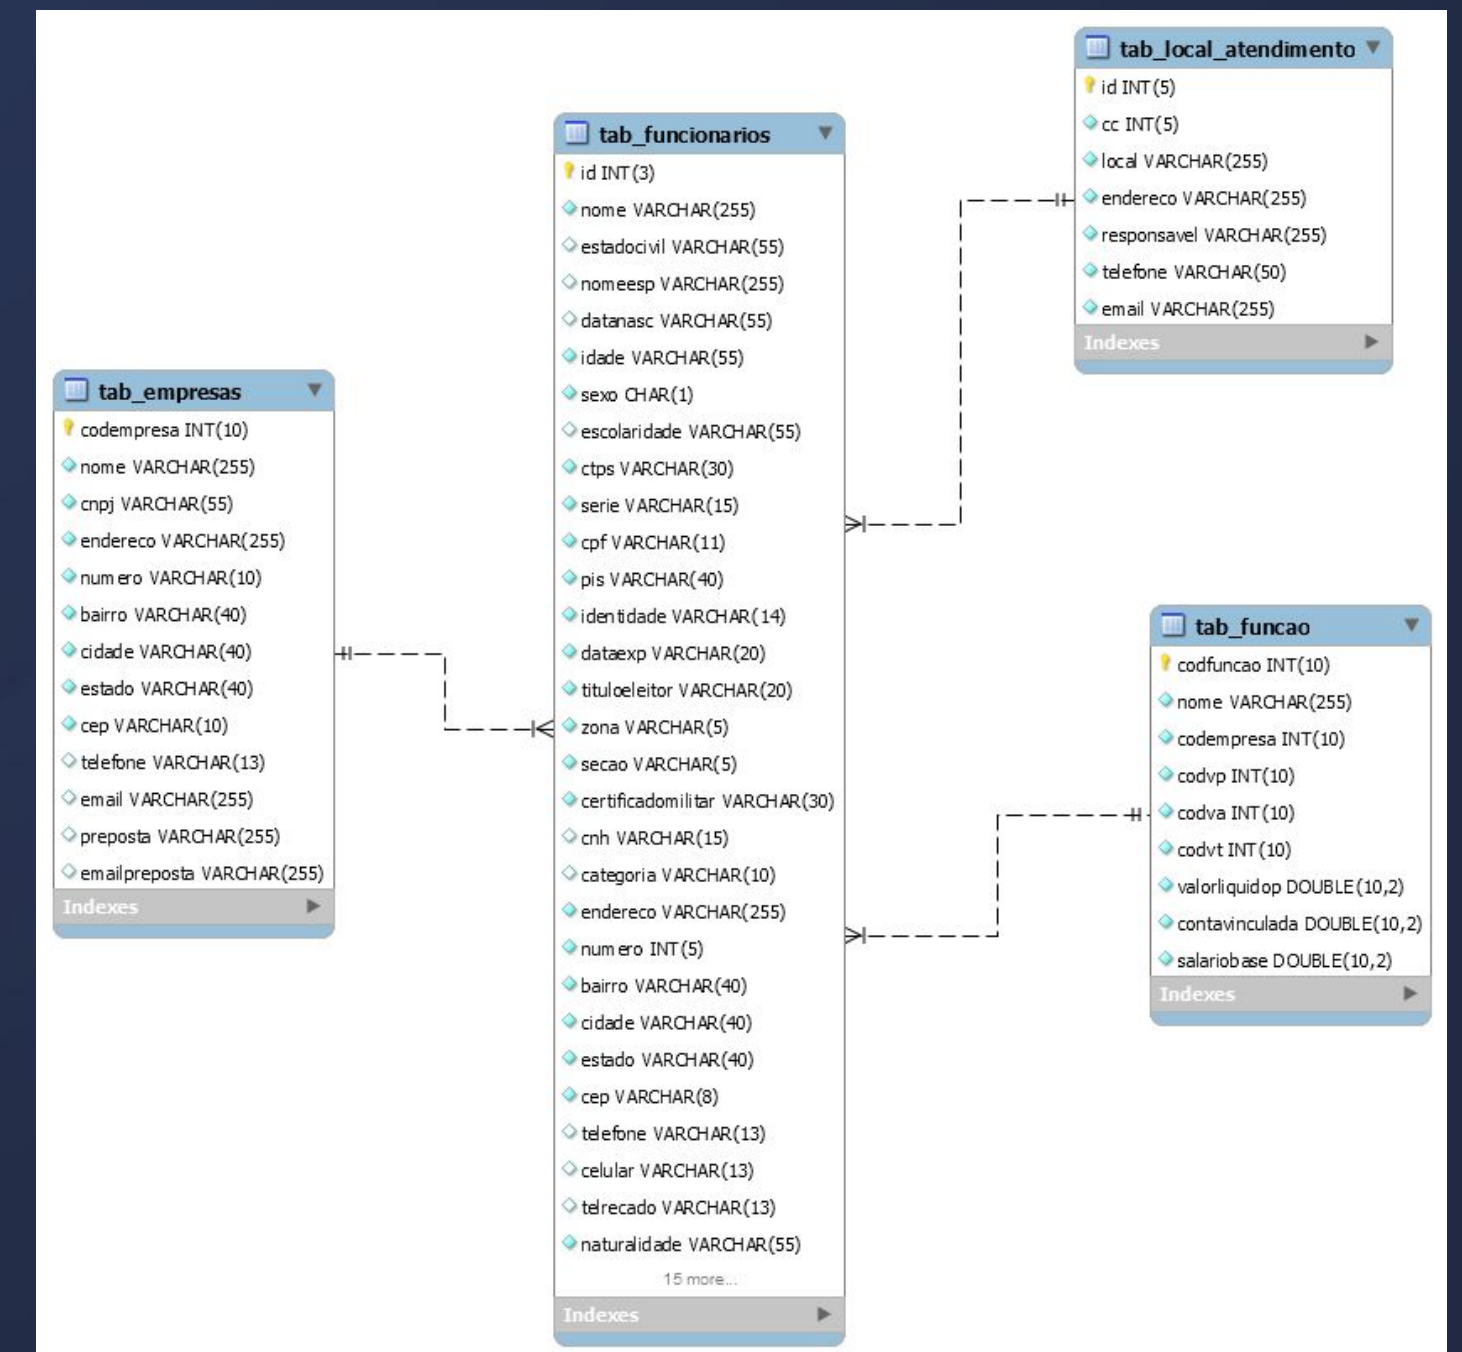 tab_empresas
codempresa INT(10)
nome VARCHAR(255)
cnpj VARCHAR(55)
endereco VARCHAR(255)
numero VARCHAR(10)
bairro VARCHAR(40)
cidade VARCHAR(40)
estado VARCHAR(40)
cep VARCHAR(10)
telefone VARCHAR(13)
email VARCHAR(255)
preposta VARCHAR(255)
emailpreposta VARCHAR(255)
Indexes
tab_funcionarios
id INT(3)
nome VARCHAR(255)
estadocivil VARCHAR(55)
nomeesp VARCHAR(255)
datanasc VARCHAR(55)
idade VARCHAR(55)
sexo CHAR(1)
escolaridade VARCHAR(55)
ctps VARCHAR(30)
serie VARCHAR(15)
cpf VARCHAR(11)
pis VARCHAR(40)
identidade VARCHAR(14)
dataexp VARCHAR(20)
tituloeleitor VARCHAR(20)
zona VARCHAR(5)
secao VARCHAR(5)
certificadomilitar VARCHAR(30)
cnh VARCHAR(15)
categoria VARCHAR(10)
endereco VARCHAR(255)
numero INT(5)
bairro VARCHAR(40)
cidade VARCHAR(40)
estado VARCHAR(40)
cep VARCHAR(8)
telefone VARCHAR(13)
celular VARCHAR(13)
telrecado VARCHAR(13)
naturalidade VARCHAR(55)
15 more...
Indexes
tab_local_atendimento
id INT(5)
cc INT(5)
local VARCHAR(255)
endereco VARCHAR(255)
responsavel VARCHAR(255)
telefone VARCHAR(50)
email VARCHAR(255)
Indexes
tab_funcao
codfuncao INT(10)
nome VARCHAR(255)
codempresa INT(10)
codvp INT(10)
codva INT(10)
codvt INT(10)
valorliquidop DOUBLE(10,2)
contavinculada DOUBLE(10,2)
salariobase DOUBLE(10,2)
Indexes